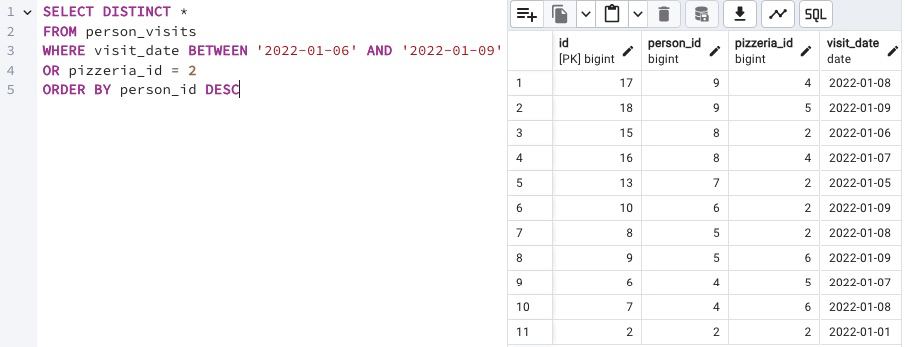 1 SELECT DISTINCT *
2 FROM person_visits
3 WHERE visit_date BETWEEN '2022-01-06' AND '2022-01-09'
4 OR pizzeria_id = 2
5 ORDER BY person_id DESC
SQL
id [PK] bigint person_id bigint pizzeria_id bigint visit_date date
1 17 9 4 2022-01-08
2 18 9 5 2022-01-09
3 15 8 2 2022-01-06
4 16 8 4 2022-01-07
5 13 7 2 2022-01-05
6 10 6 2 2022-01-09
7 8 5 2 2022-01-08
8 9 5 6 2022-01-09
9 6 4 5 2022-01-07
10 7 4 6 2022-01-08
11 2 2 2 2022-01-01